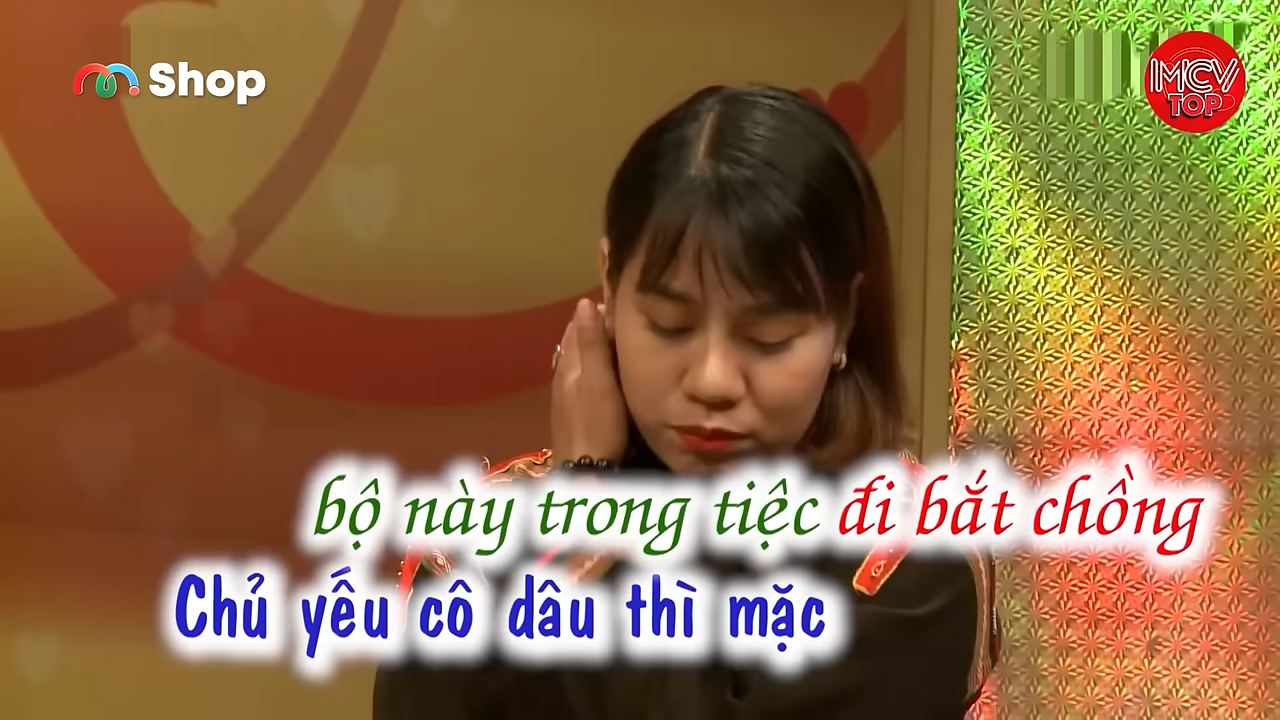 Shop
MCV
TOP
bộ này trong tiệc đi bắt chồng
Chủ yếu cô dâu thì mặc